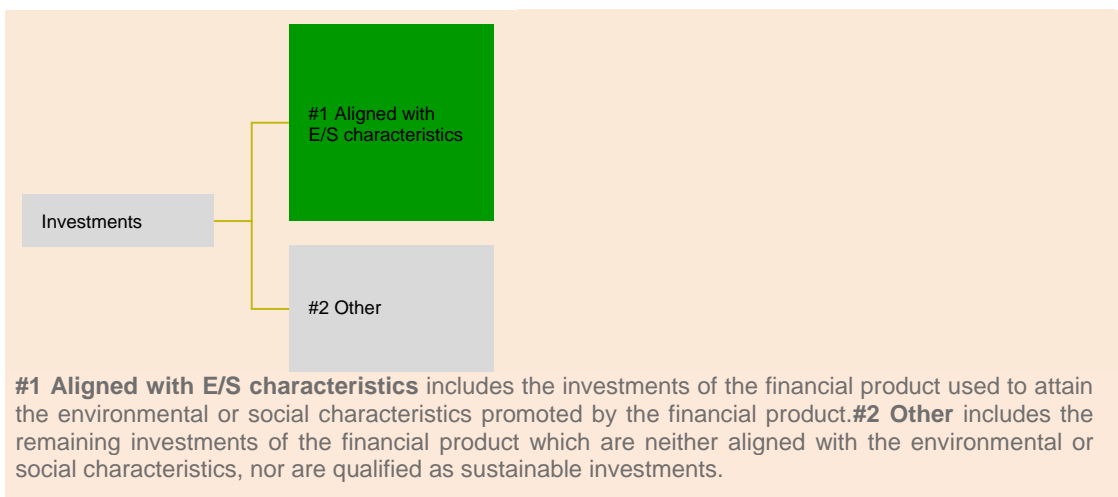 #1 Aligned with
E/S characteristics
Investments
#2 Other
#1 Aligned with E/S characteristics includes the investments of the financial product used to attain
the environmental or social characteristics promoted by the financial product.#2 Other includes the
remaining investments of the financial product which are neither aligned with the environmental or
social characteristics, nor are qualified as sustainable investments.